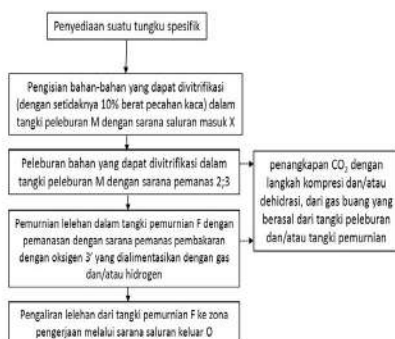 Penyediaan suatu tungku spesifik
Pengisian bahan-bahan yang dapat divitrifikasi
(dengan setidaknya 10% berat pecahan kaca) dalam
tangki peleburan M dengan sarana saluran masuk X
Peleburan bahan yang dapat divitrifikasi dalam
tangki peleburan M dengan sarana pemanas 2;3
penangkapan CO₂ dengan
langkah kompresi dan/atau
dehidrasi, dari gas buang yang
berasal dari tangki peleburan
dan/atau tangki pemurnian
Pemurnian lelehan dalam tangki pemurnian F dengan
pemanasan dengan sarana pemanas pembakaran
dengan oksigen 3' yang dialimentasikan dengan gas
dan/atau hidrogen
Pengaliran lelehan dari tangki pemurnian F ke zona
pengerjaan melalui sarana saluran keluar O